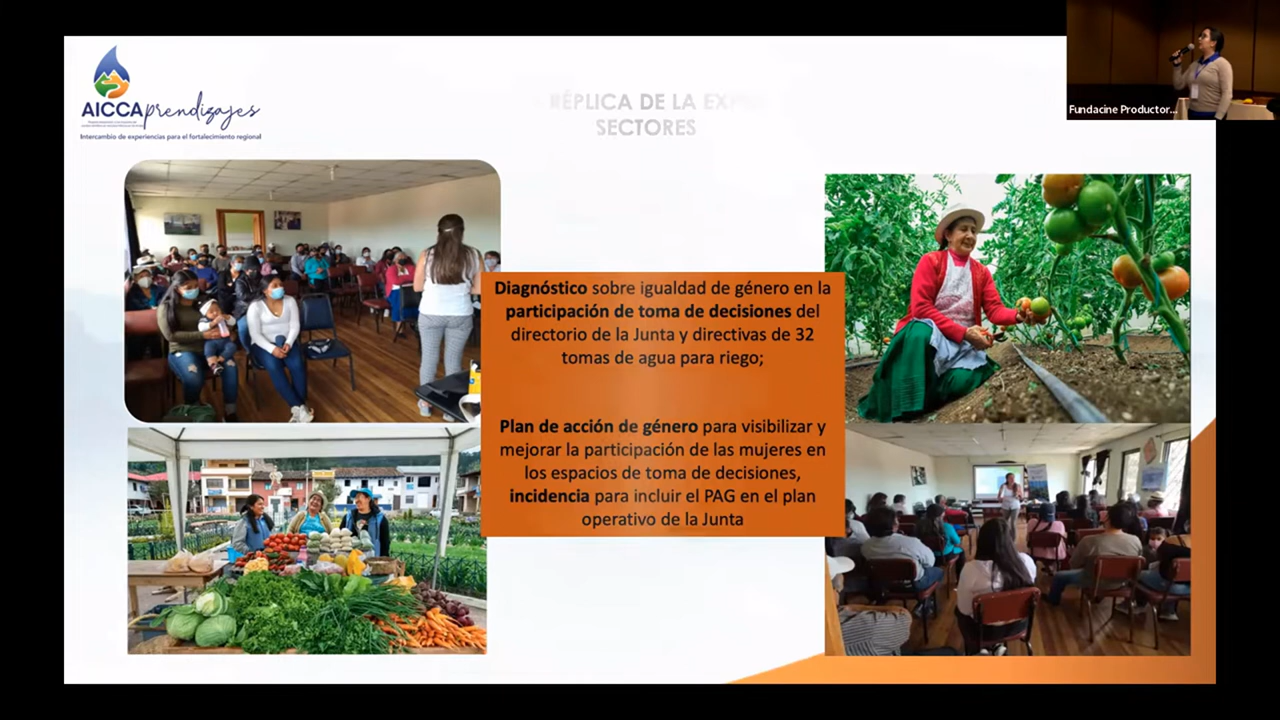 AICCAprendizajes
Intercambio de experiencias para el fortalecimiento regional
RÉPLICA DE LA
SECTORES
Fundacine Productor...
Diagnóstico sobre igualdad de género en la
participación de toma de decisiones del
directorio de la Junta y directivas de 32
tomas de agua para riego;
Plan de acción de género para visibilizar y
mejorar la participación de las mujeres en
los espacios de toma de decisiones,
incidencia para incluir el PAG en el plan
operativo de la Junta